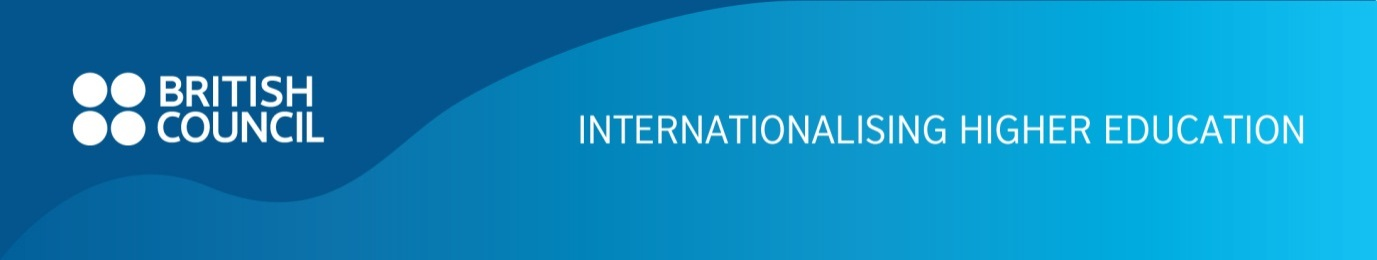 BRITISH
COUNCIL
INTERNATIONALISING HIGHER EDUCATION